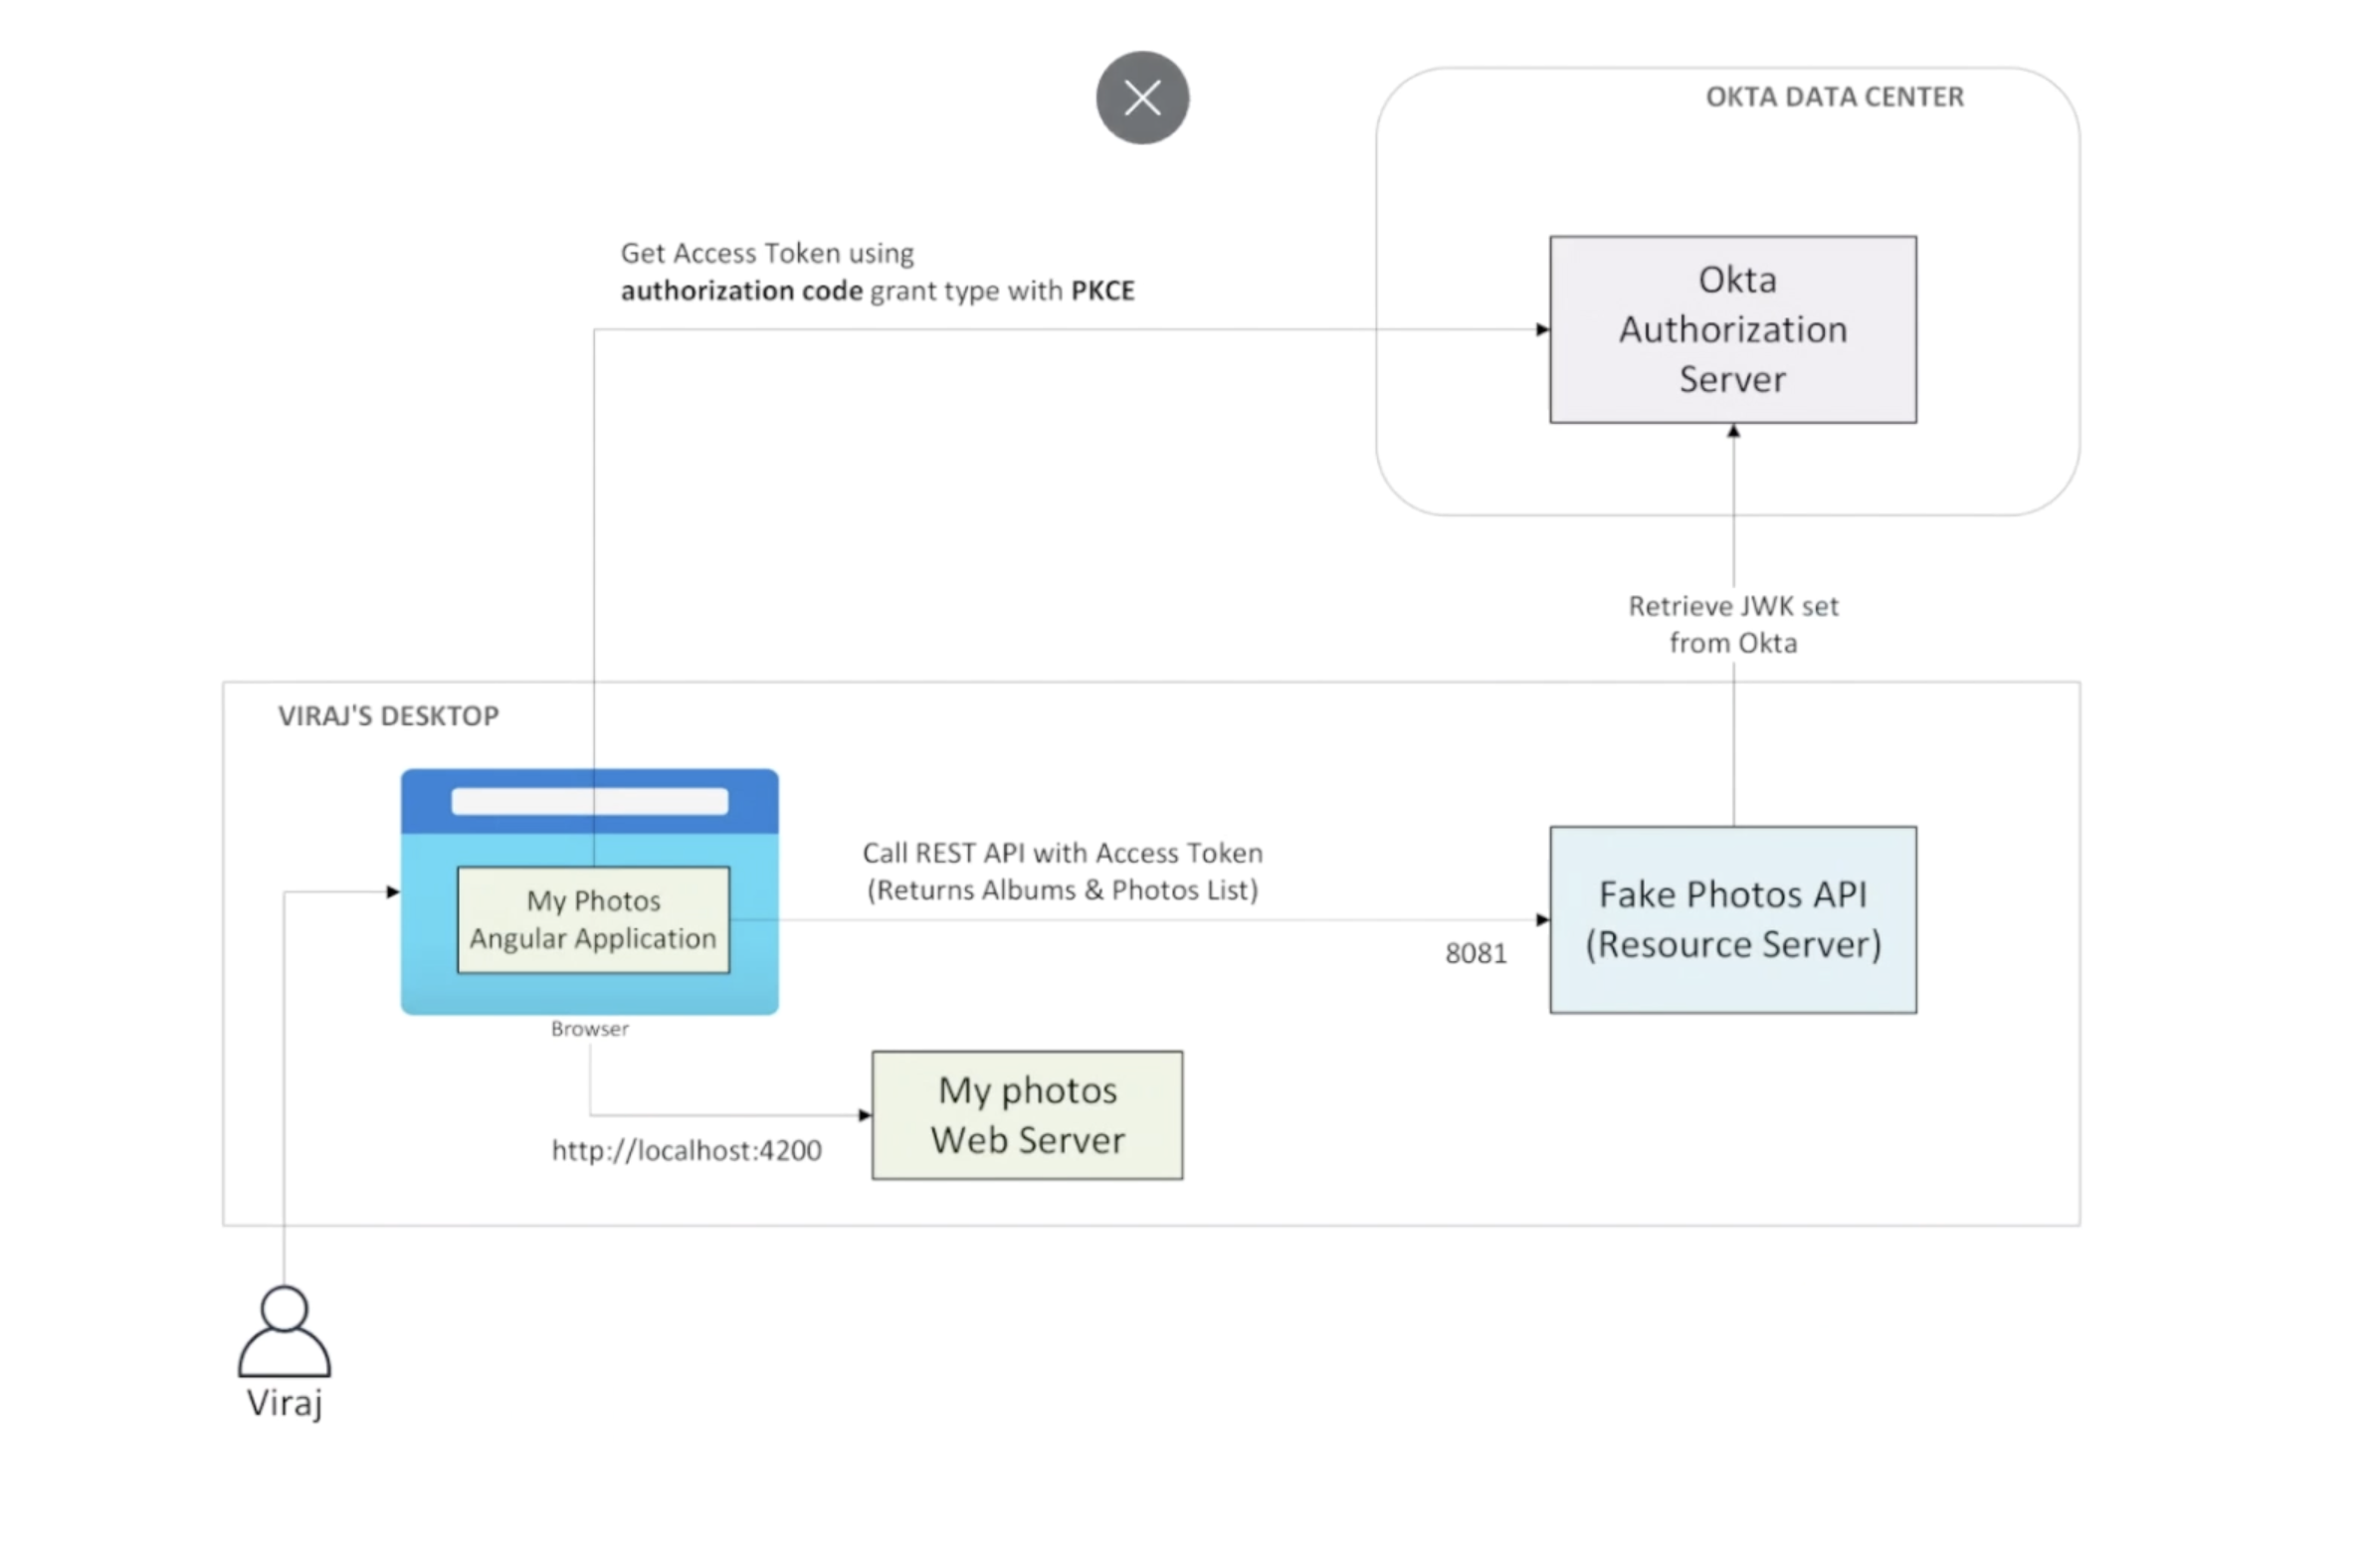 OKTA DATA CENTER
Get Access Token using
authorization code grant type with PKCE
Okta
Authorization
Server
Retrieve JWK set
from Okta
VIRAJ'S DESKTOP
My Photos
Angular Application
Browser
Call REST API with Access Token
(Returns Albums & Photos List)
8081
Fake Photos API
(Resource Server)
http://localhost:4200
My photos
Web Server
Viraj